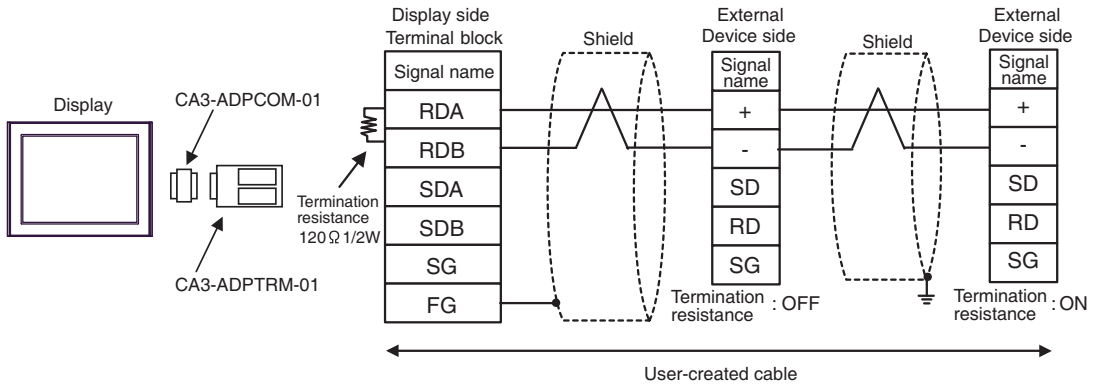 Display
CA3-ADPCOM-01
CA3-ADPTRM-01
Termination
resistance
120Ω 1/2W
Display side
Terminal block
Signal name
RDA
RDB
SDA
SDB
SG
FG
Shield
External
Device side
Signal
name
+
-
SD
RD
SG
Termination
resistance : OFF
Shield
External
Device side
Signal
name
+
-
SD
RD
SG
Termination
resistance : ON
User-created cable